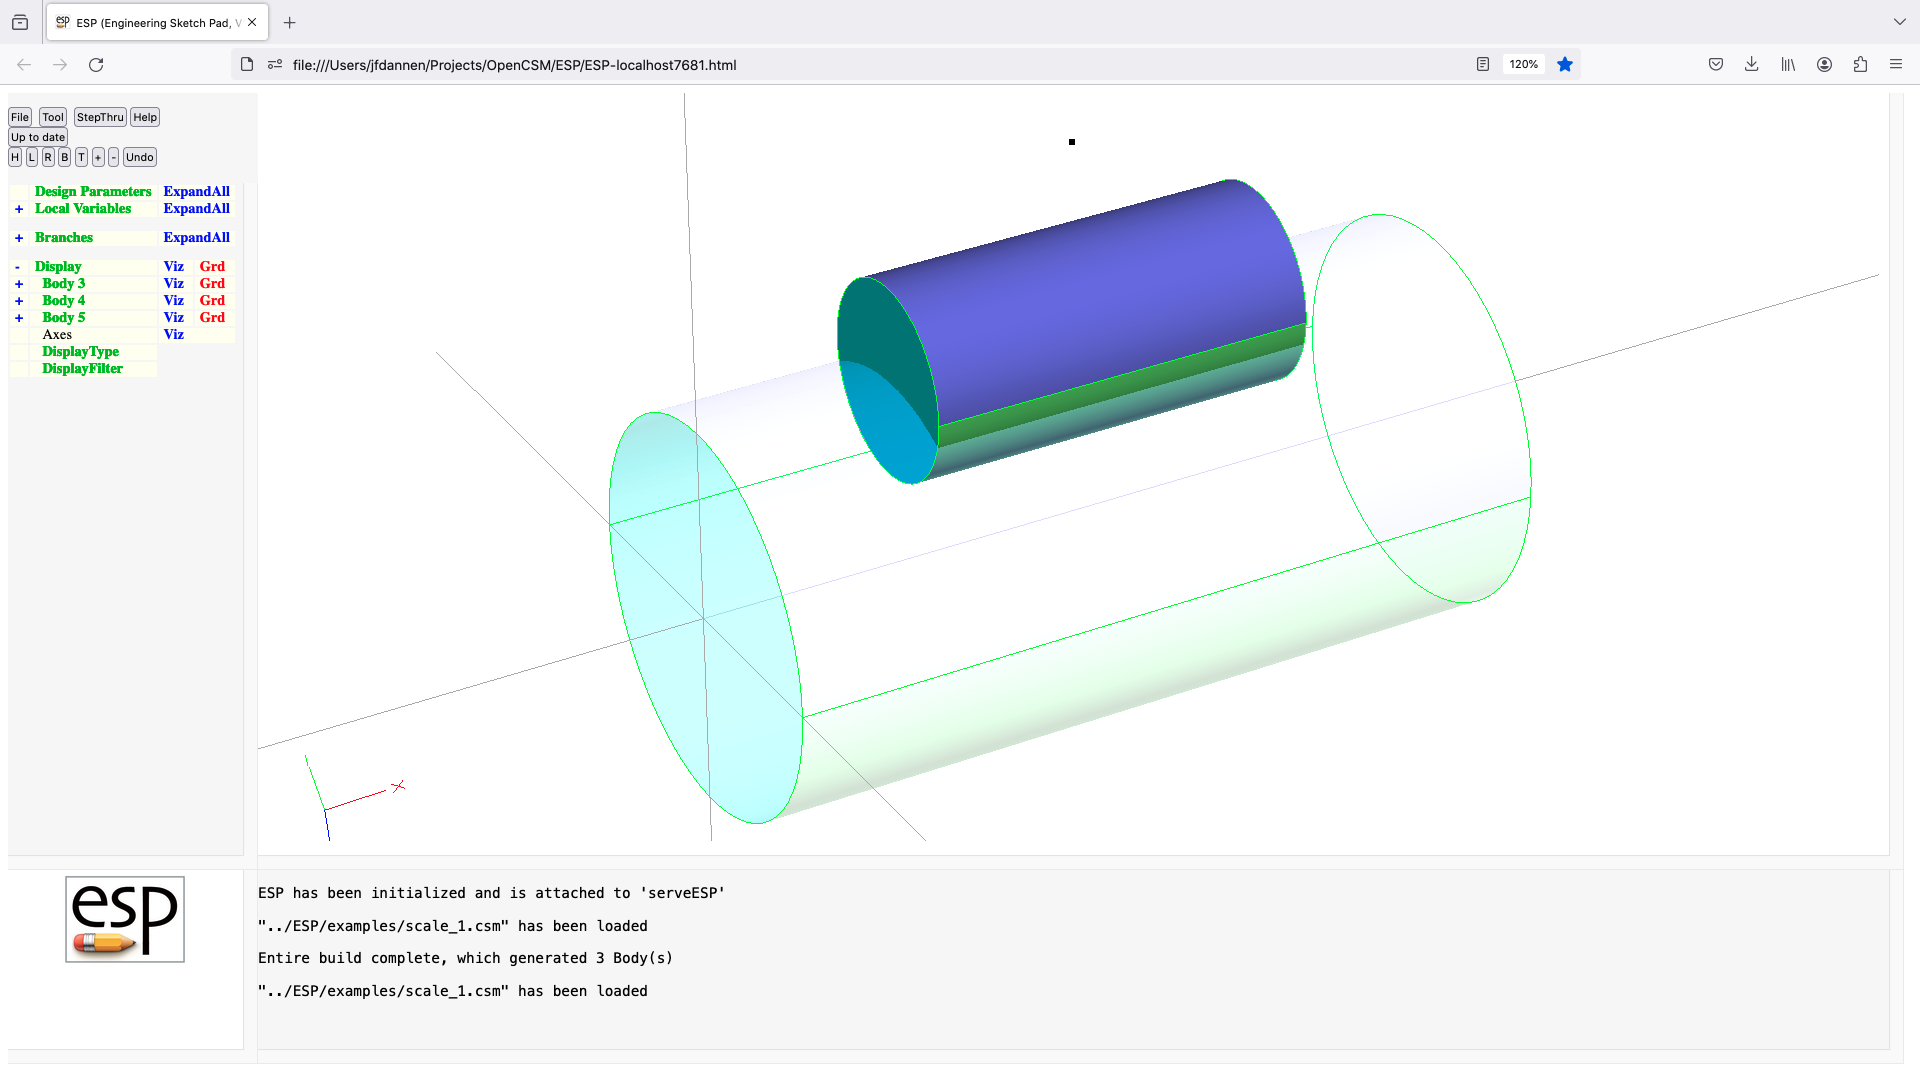 ESP (Engineering Sketch Pad, V
file:///Users/jfdannen/Projects/OpenCSM/ESP/ESP-localhost7681.html
120%
File Tool StepThru Help
Up to date
H L R B T + - Undo
Design Parameters ExpandAll
+ Local Variables ExpandAll
+ Branches ExpandAll
- Display Viz Grd
+ Body 3 Viz Grd
+ Body 4 Viz Grd
+ Body 5 Viz Grd
Axes Viz
DisplayType
DisplayFilter
X
esp
ESP has been initialized and is attached to 'serveESP'
"../ESP/examples/scale_1.csm" has been loaded
Entire build complete, which generated 3 Body(s)
"../ESP/examples/scale_1.csm" has been loaded